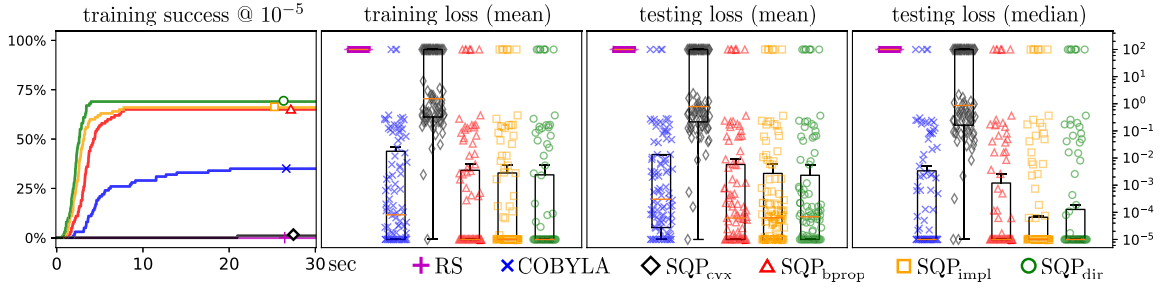 training success @ 10⁻⁵
training loss (mean)
testing loss (mean)
testing loss (median)
100%
75%
50%
25%
0%
10²
10¹
10⁰
10⁻¹
10⁻²
10⁻³
10⁻⁴
10⁻⁵
0 10 20 30 sec
RS COBYLA SQP_cvx SQP_bprop SQP_impl SQP_dir